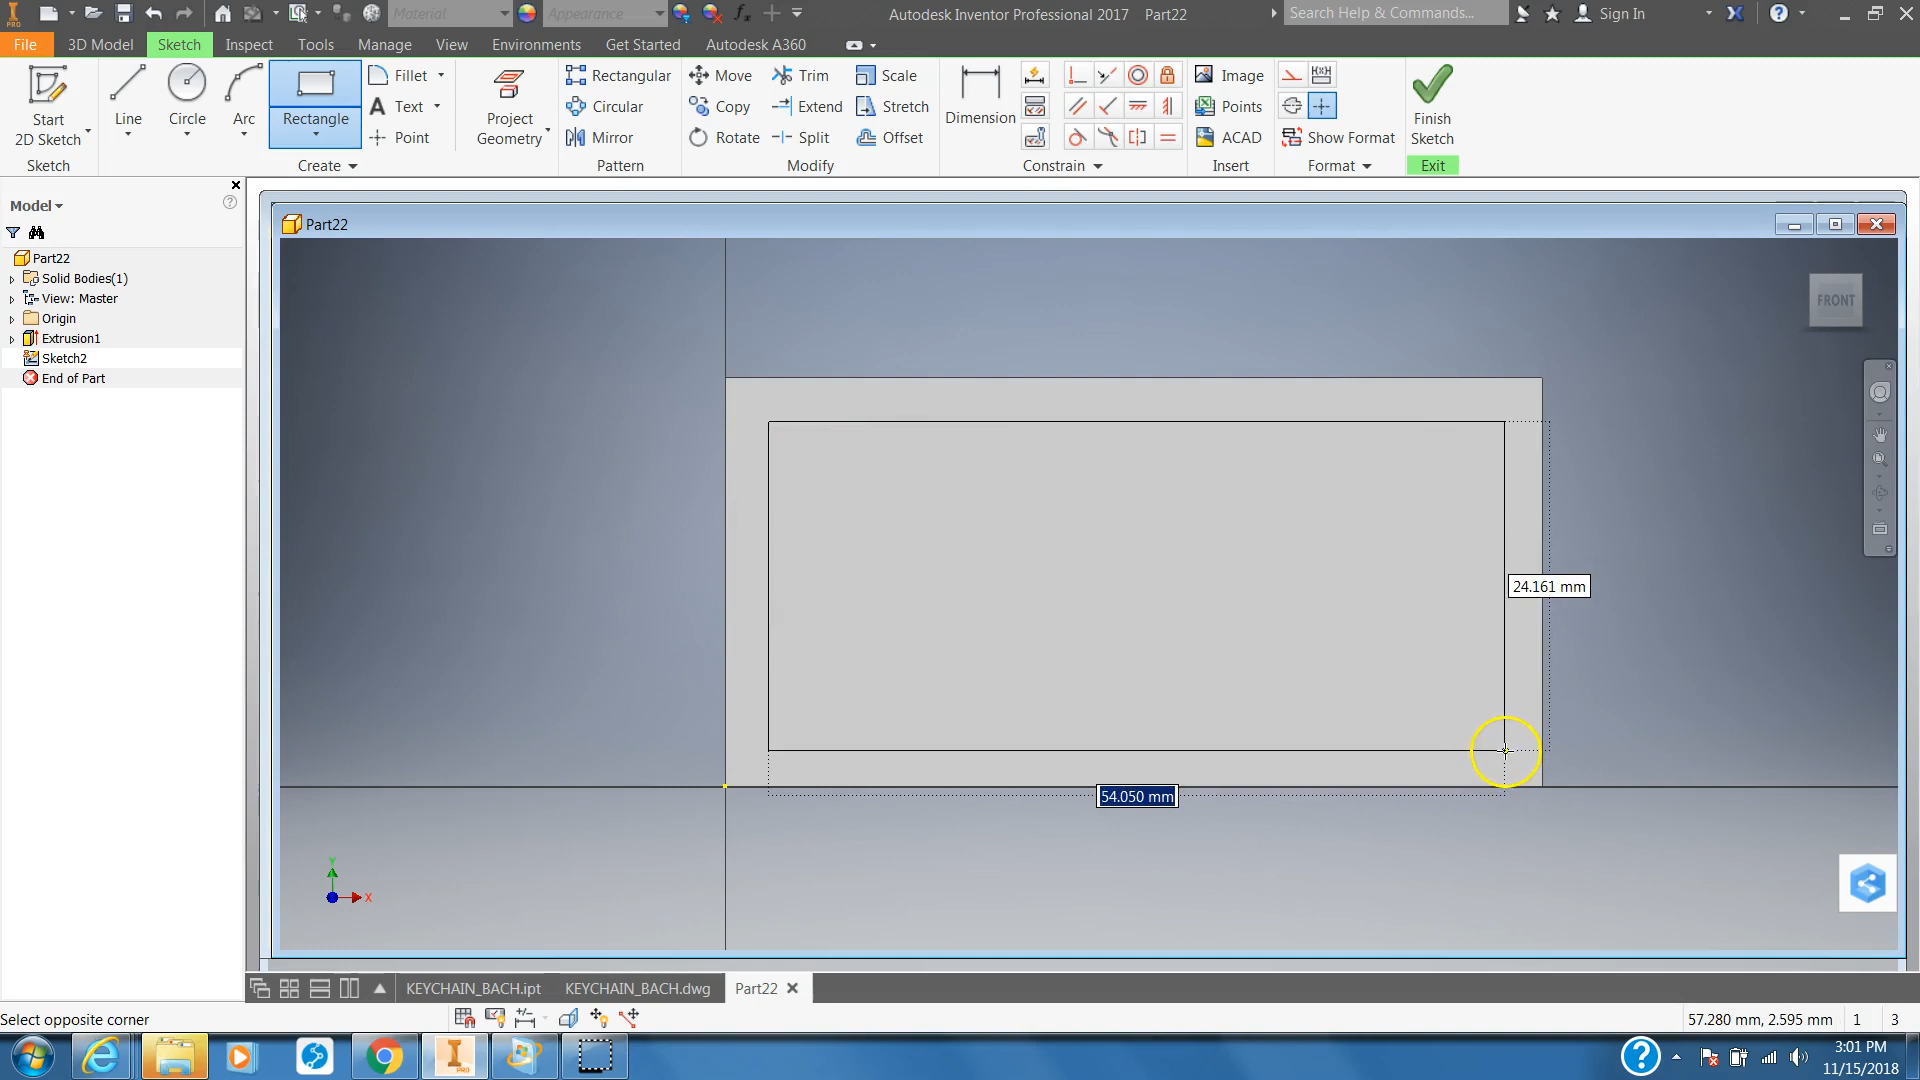 PRO
Material
Appearance
Autodesk Inventor Professional 2017 Part22
Search Help & Commands...
Sign In
File
3D Model
Sketch
Inspect
Tools
Manage
View
Environments
Get Started
Autodesk A360
Start
2D Sketch
Line
Circle
Arc
Rectangle
Fillet
Text
Point
Project
Geometry
Rectangular
Circular
Mirror
Move
Copy
Rotate
Trim
Extend
Split
Scale
Stretch
Offset
Dimension
Image
Points
ACAD
Show Format
Finish
Sketch
Sketch
Create
Pattern
Modify
Constrain
Insert
Format
Exit
Model
Part22
Solid Bodies(1)
View: Master
Origin
Extrusion1
Sketch2
End of Part
Part22
FRONT
24.161 mm
54.050 mm
Y
X
KEYCHAIN_BACH.ipt
KEYCHAIN_BACH.dwg
Part22
Select opposite corner
57.280 mm, 2.595 mm 1 3
PRO
3:01 PM
11/15/2018